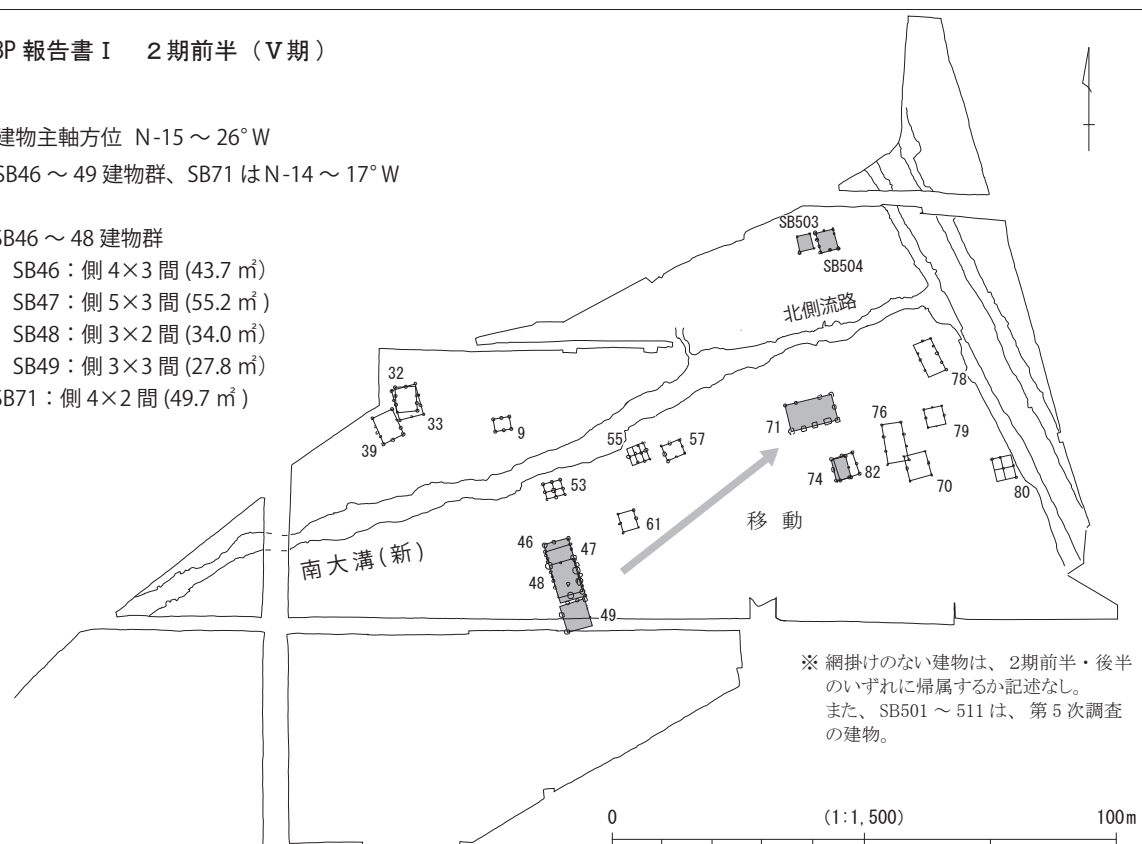 BP 報告書 I 2期前半（Ⅴ期）
建物主軸方位 N-15 ～ 26° W
SB46 ～ 49 建物群、SB71 は N-14 ～ 17° W
SB46 ～ 48 建物群
SB46：側 4×3 間 (43.7 ㎡)
SB47：側 5×3 間 (55.2 ㎡)
SB48：側 3×2 間 (34.0 ㎡)
SB49：側 3×3 間 (27.8 ㎡)
SB71：側 4×2 間 (49.7 ㎡)
SB503
SB504
北側流路
32
33
39
9
78
71
76
79
55
57
74
82
70
80
53
61
移動
46
47
南大溝(新)
48
49
※ 網掛けのない建物は、2期前半・後半
のいずれに帰属するか記述なし。
また、SB501 ～ 511 は、第 5 次調査
の建物。
0
(1:1,500)
100m